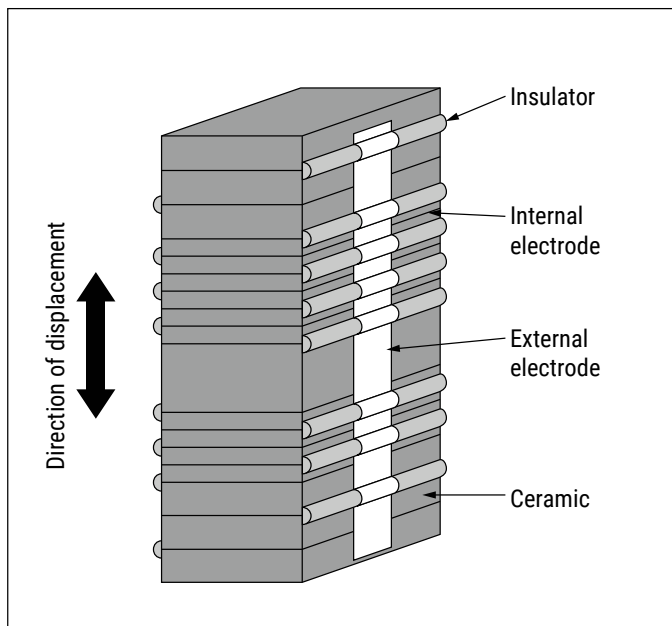 Insulator
Internal
electrode
Direction of displacement
External
electrode
Ceramic